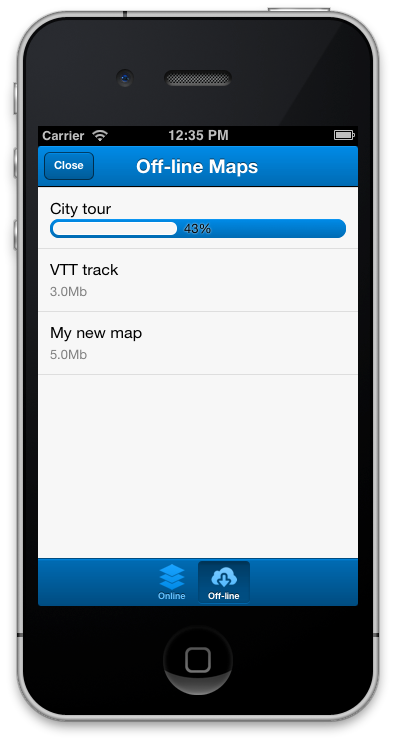 Carrier 12:35 PM
Close Off-line Maps
City tour
43%
VTT track
3.0Mb
My new map
5.0Mb
Online Off-line